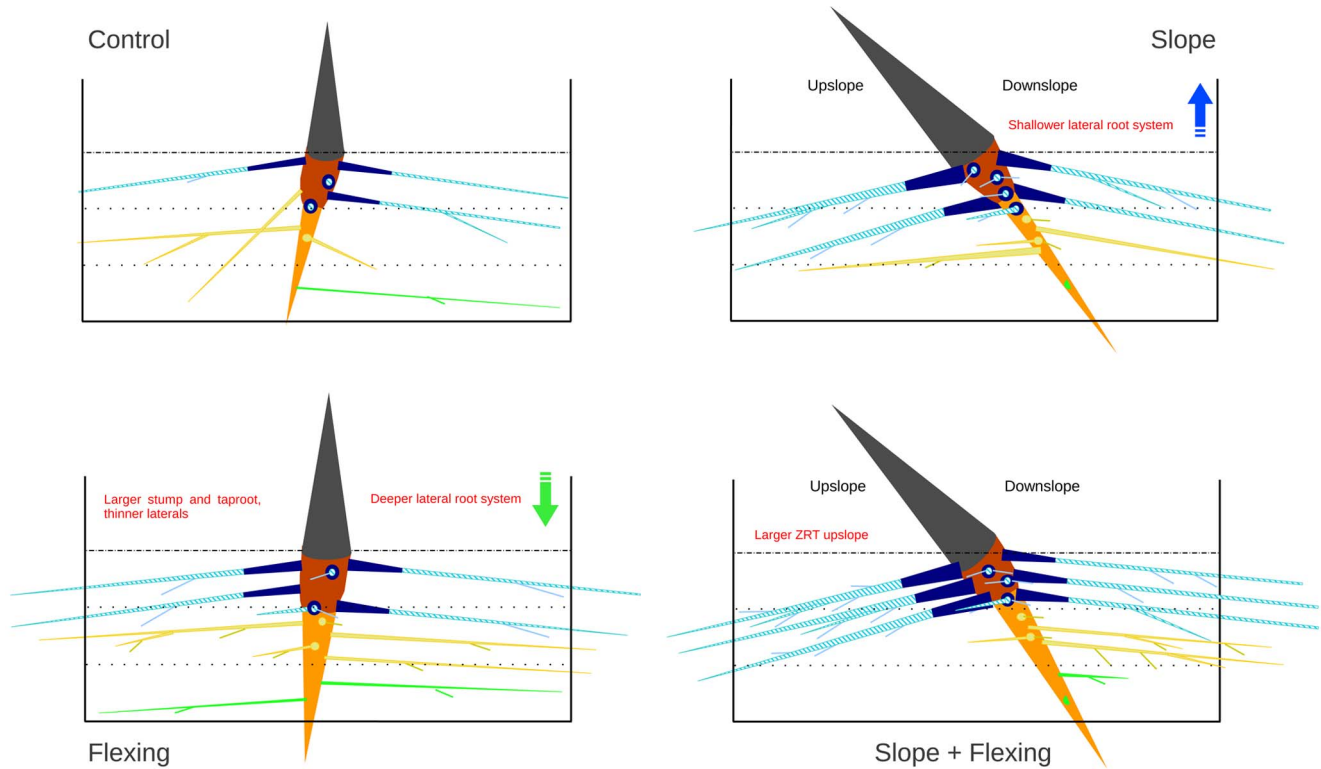 Control
Slope
Upslope
Downslope
Shallower lateral root system
Larger stump and taproot,
thinner laterals
Deeper lateral root system
Flexing
Upslope
Downslope
Larger ZRT upslope
Slope + Flexing